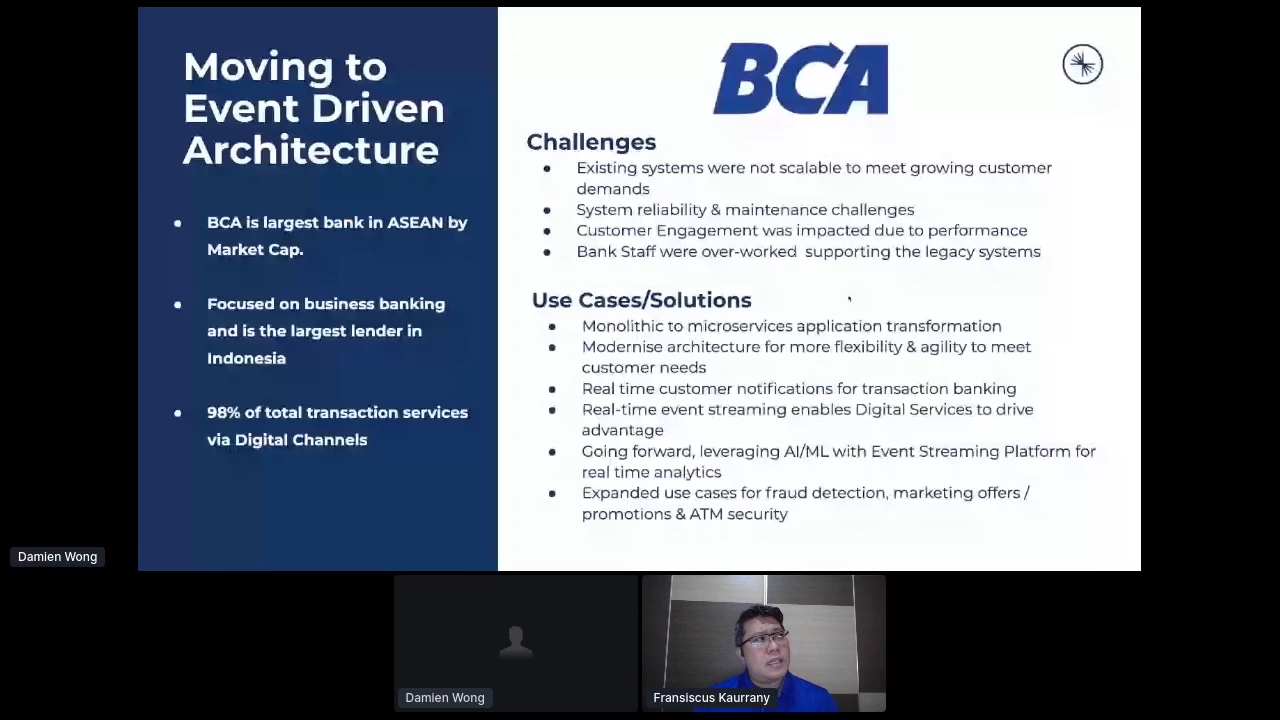 Moving to
Event Driven
Architecture
● BCA is largest bank in ASEAN by
Market Cap.
● Focused on business banking
and is the largest lender in
Indonesia
● 98% of total transaction services
via Digital Channels
BCA
Challenges
● Existing systems were not scalable to meet growing customer
demands
● System reliability & maintenance challenges
● Customer Engagement was impacted due to performance
● Bank Staff were over-worked supporting the legacy systems
Use Cases/Solutions
● Monolithic to microservices application transformation
● Modernise architecture for more flexibility & agility to meet
customer needs
● Real time customer notifications for transaction banking
● Real-time event streaming enables Digital Services to drive
advantage
● Going forward, leveraging AI/ML with Event Streaming Platform for
real time analytics
● Expanded use cases for fraud detection, marketing offers /
promotions & ATM security
Damien Wong
Damien Wong
Fransiscus Kaurrany